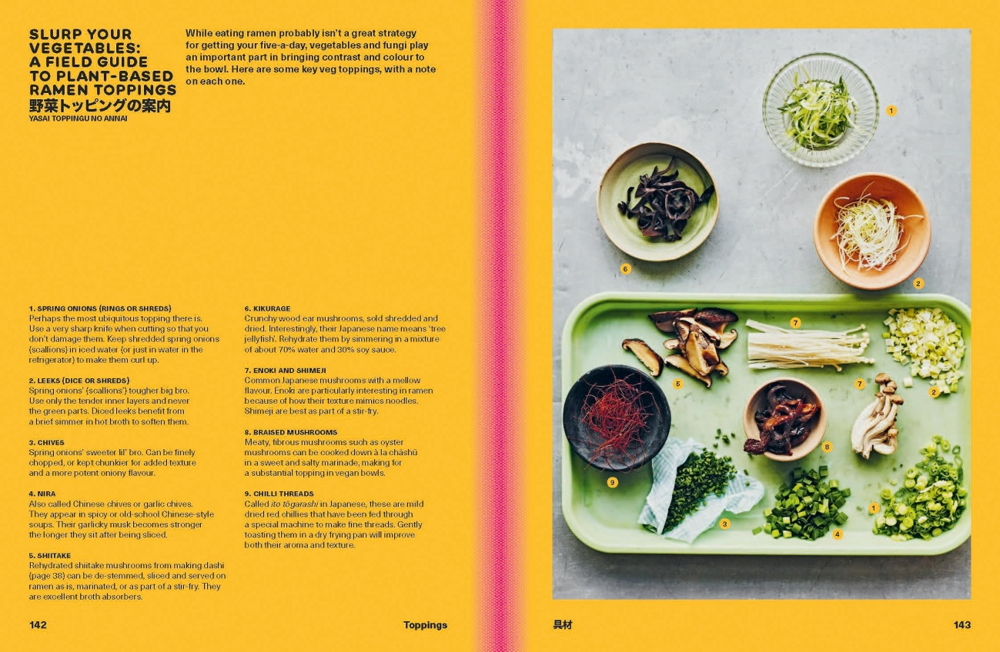 SLURP YOUR
VEGETABLES:
A FIELD GUIDE
TO PLANT-BASED
RAMEN TOPPINGS
野菜トッピングの案内
YASAI TOPPINGU NO ANNAI
While eating ramen probably isn't a great strategy
for getting your five-a-day, vegetables and fungi play
an important part in bringing contrast and colour to
the bowl. Here are some key veg toppings, with a note
on each one.
1. SPRING ONIONS (RINGS OR SHREDS)
Perhaps the most ubiquitous topping there is.
Use a very sharp knife when cutting so that you
don't damage them. Keep shredded spring onions
(scallions) in iced water (or just in water in the
refrigerator) to make them curl up.
2. LEEKS (DICE OR SHREDS)
Spring onions' (scallions') tougher big bro.
Use only the tender inner layers and never
the green parts. Diced leeks benefit from
a brief simmer in hot broth to soften them.
3. CHIVES
Spring onions' sweeter lil' bro. Can be finely
chopped, or kept chunkier for added texture
and a more potent oniony flavour.
4. NIRA
Also called Chinese chives or garlic chives.
They appear in spicy or old-school Chinese-style
soups. Their garlicky musk becomes stronger
the longer they sit after being sliced.
5. SHIITAKE
Rehydrated shiitake mushrooms from making dashi
(page 38) can be de-stemmed, sliced and served on
ramen as is, marinated, or as part of a stir-fry. They
are excellent broth absorbers.
6. KIKURAGE
Crunchy wood ear mushrooms, sold shredded and
dried. Interestingly, their Japanese name means 'tree
jellyfish'. Rehydrate them by simmering in a mixture
of about 70% water and 30% soy sauce.
7. ENOKI AND SHIMEJI
Common Japanese mushrooms with a mellow
flavour. Enoki are particularly interesting in ramen
because of how their texture mimics noodles.
Shimeji are best as part of a stir-fry.
8. BRAISED MUSHROOMS
Meaty, fibrous mushrooms such as oyster
mushrooms can be cooked down à la chāshū
in a sweet and salty marinade, making for
a substantial topping in vegan bowls.
9. CHILLI THREADS
Called ito tōgarashi in Japanese, these are mild
dried red chillies that have been fed through
a special machine to make fine threads. Gently
toasting them in a dry frying pan will improve
both their aroma and texture.
142
Toppings
1
6
2
7
5
7
2
8
9
1
3
4
具材
143